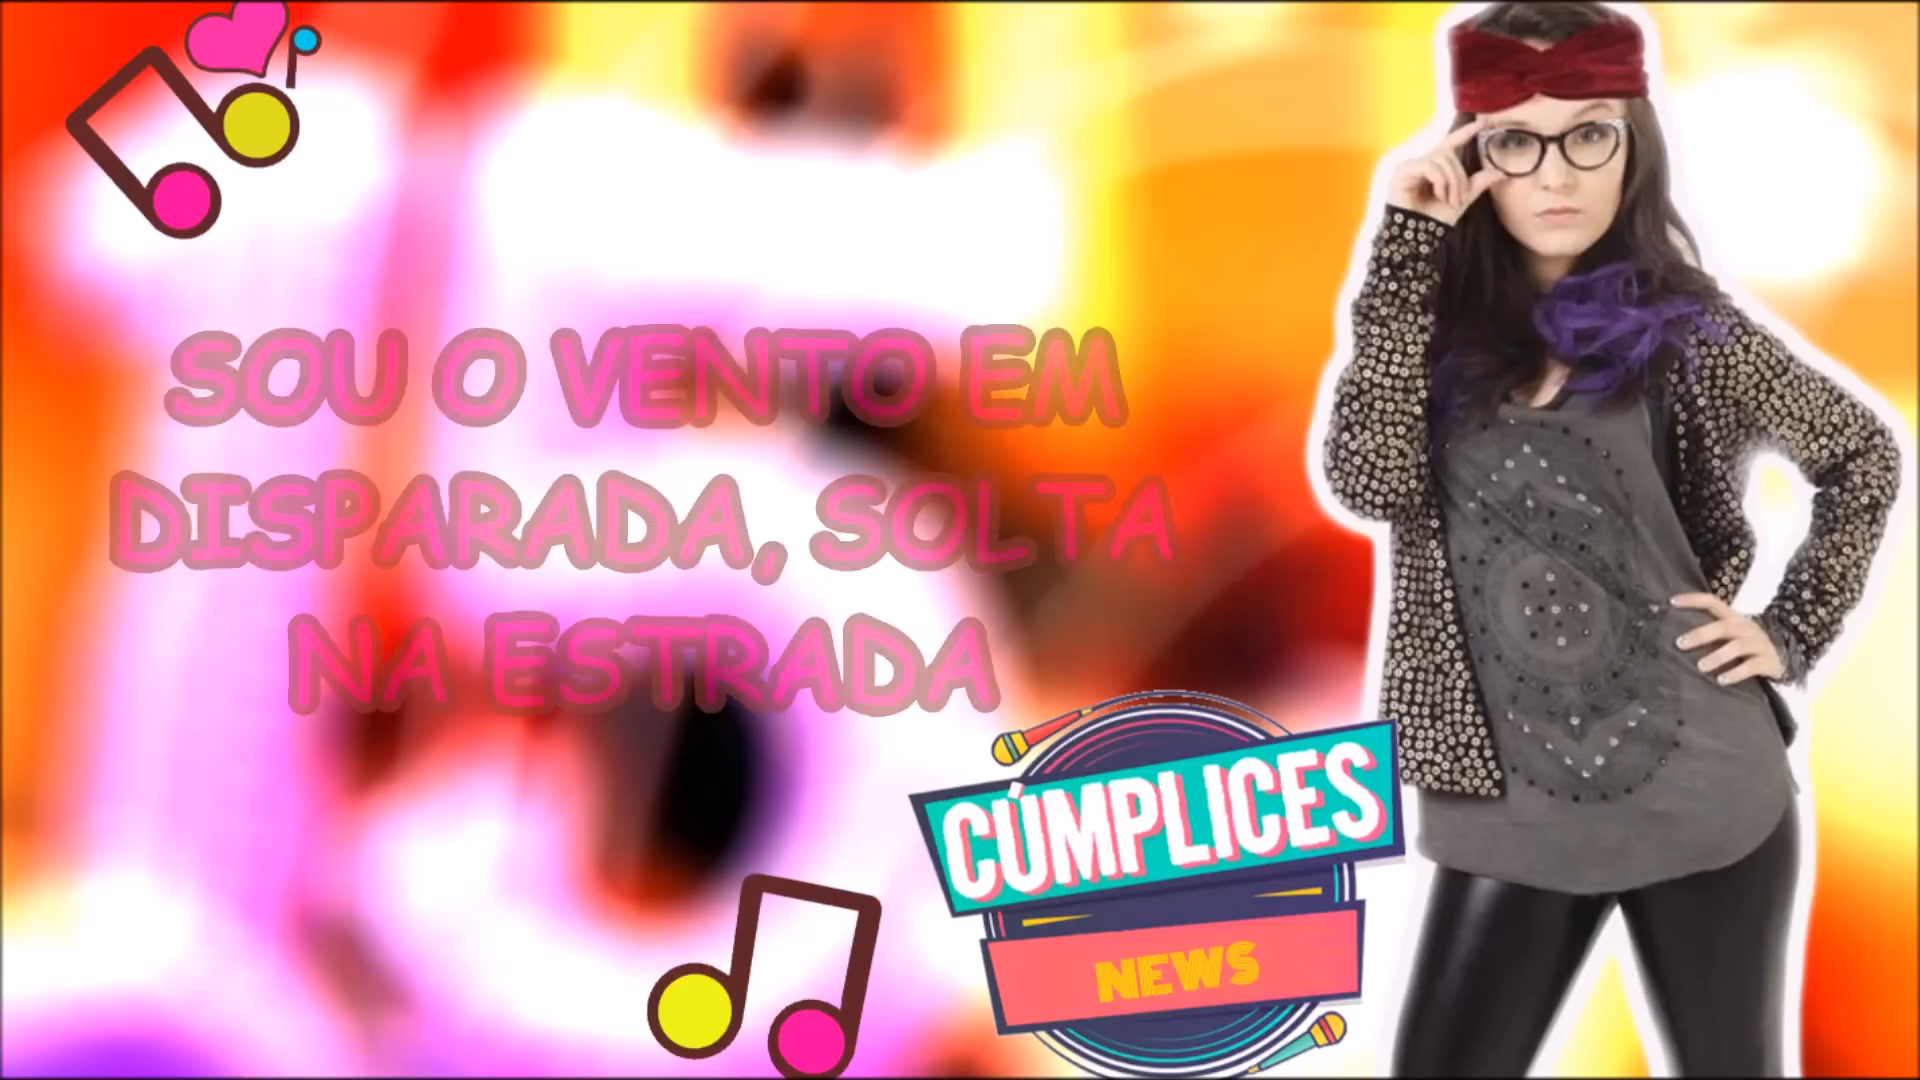 SOU O VENTO EM
DISPARADA, SOLTA
NA ESTRADA
CÚMPLICES
NEWS